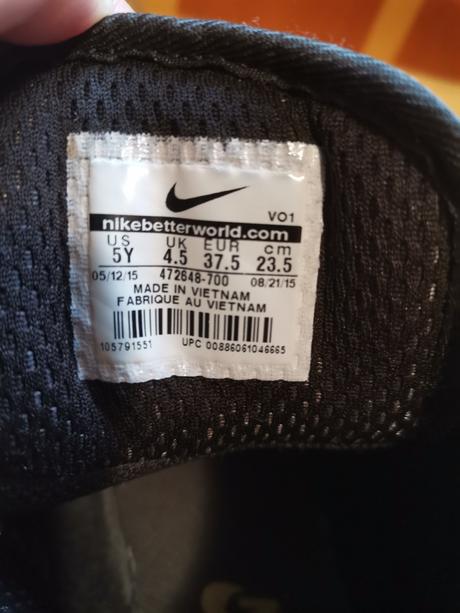 VO1
nikebetterworld.com
US UK EUR cm
5Y 4.5 37.5 23.5
05/12/15 472648-700 08/21/15
MADE IN VIETNAM
FABRIQUE AU VIETNAM
105791551 UPC 00886061046665